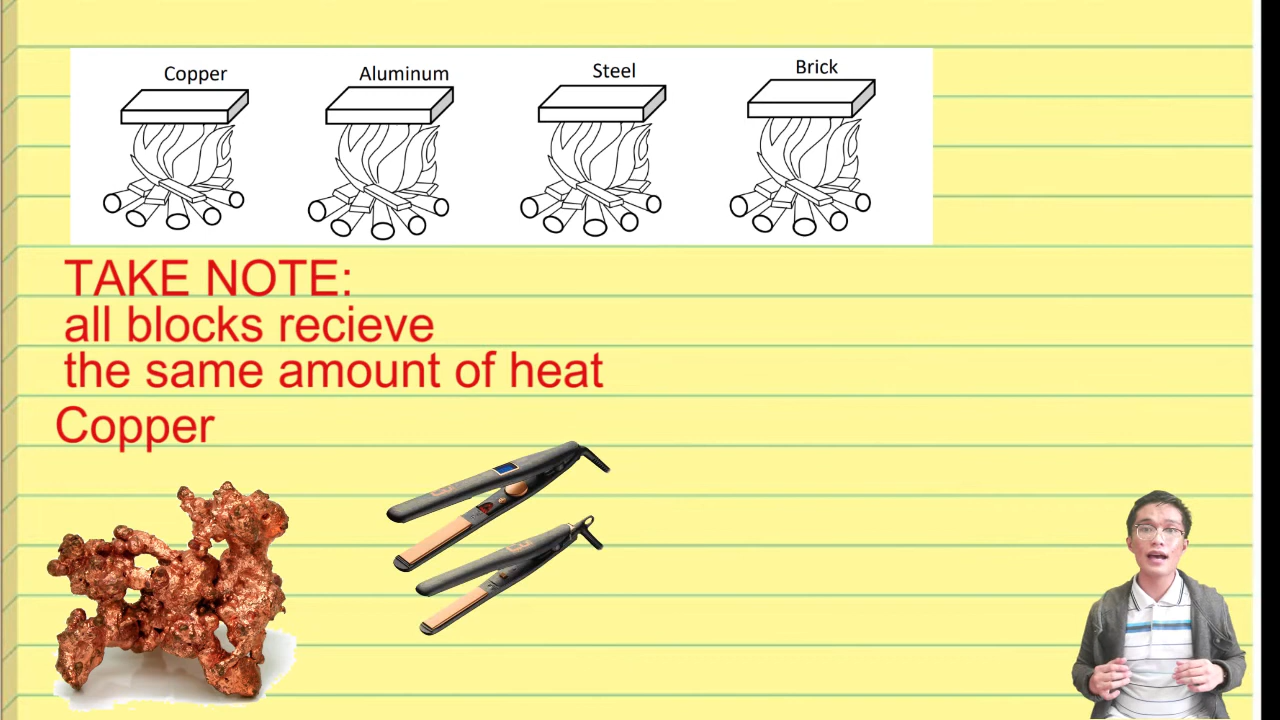 Copper
Aluminum
Steel
Brick
TAKE NOTE:
all blocks recieve
the same amount of heat
Copper